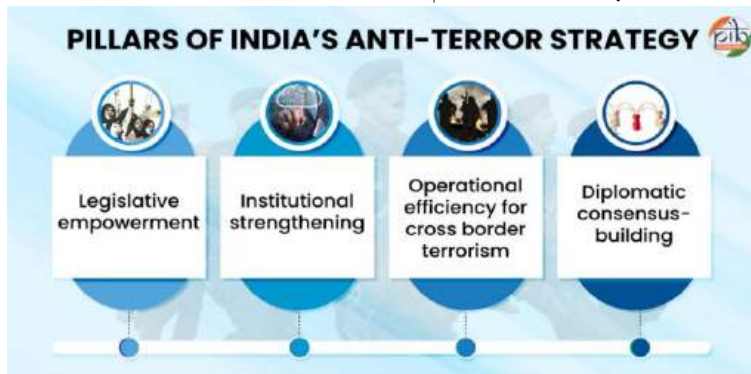 PILLARS OF INDIA'S ANTI-TERROR STRATEGY
pib
Legislative
empowerment
Institutional
strengthening
Operational
efficiency for
cross border
terrorism
Diplomatic
consensus-
building